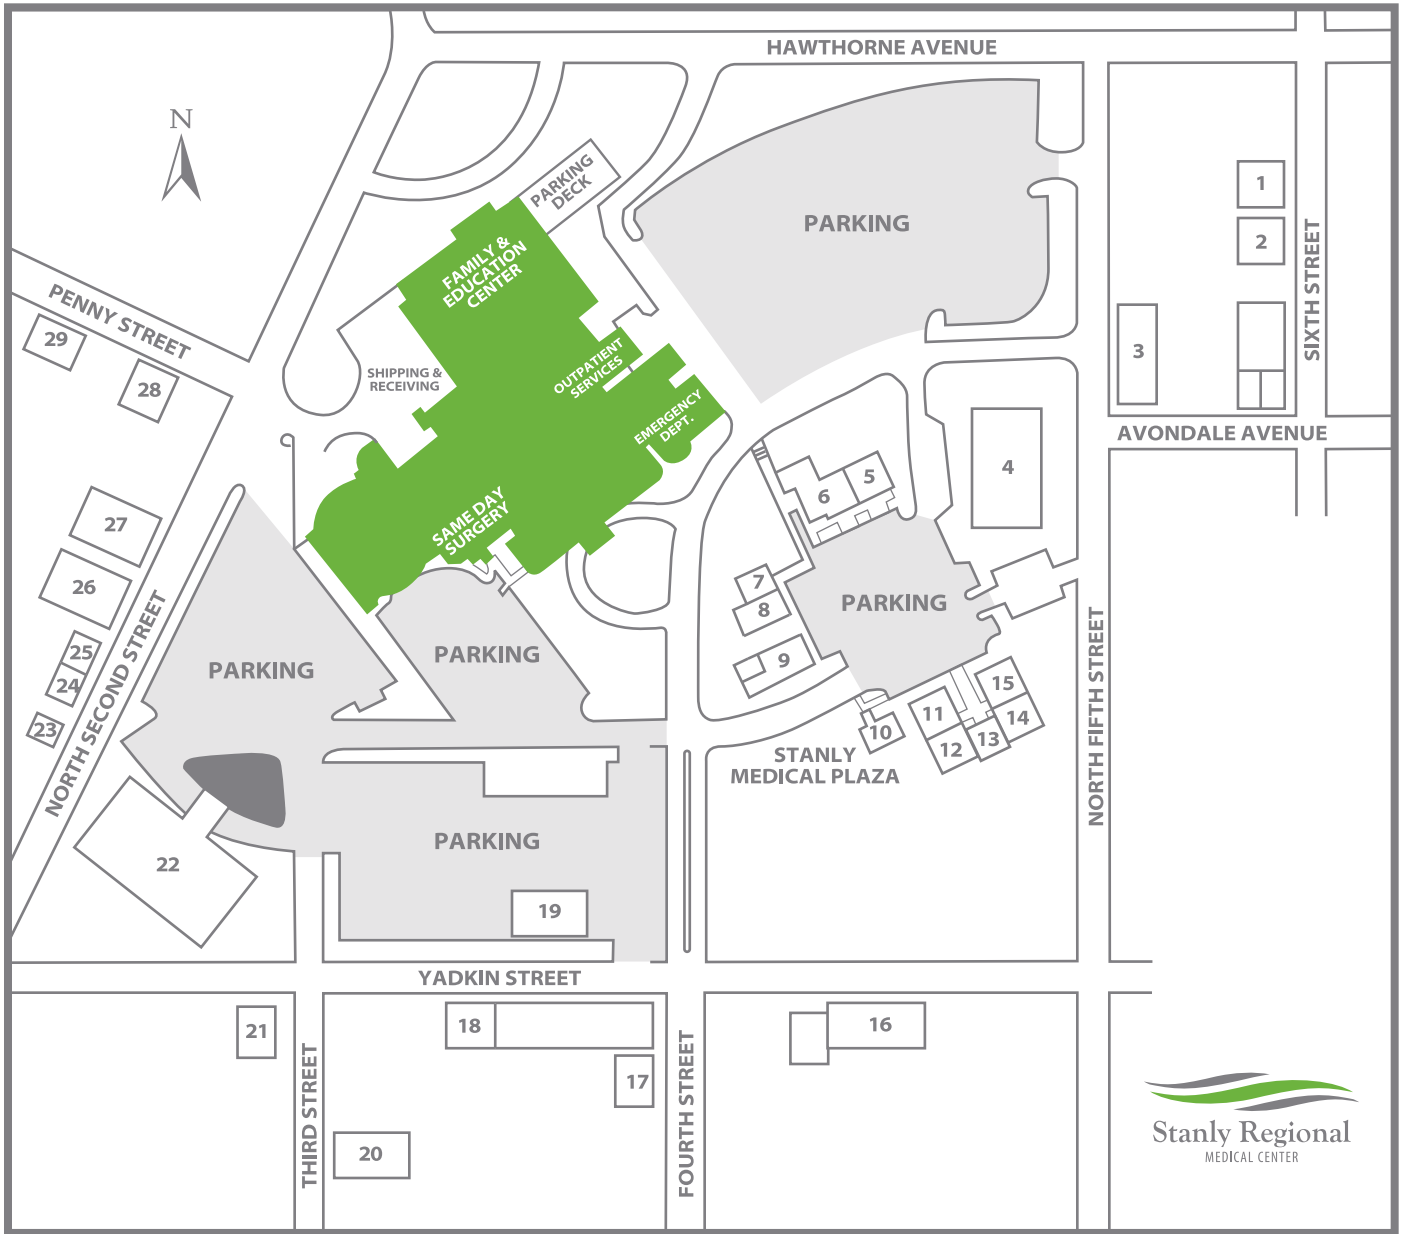 HAWTHORNE AVENUE
N
PARKING
DECK
1
PARKING
2
SIXTH STREET
FAMILY &
EDUCATION
CENTER
PENNY STREET
29
28
SHIPPING &
RECEIVING
OUTPATIENT
SERVICES
3
EMERGENCY
DEPT.
AVONDALE AVENUE
4
5
6
27
SAME DAY
SURGERY
26
7
8
PARKING
25
24
23
NORTH SECOND STREET
PARKING
PARKING
9
15
14
11
10
13
12
NORTH FIFTH STREET
STANLY
MEDICAL PLAZA
PARKING
22
19
YADKIN STREET
21
18
16
17
20
THIRD STREET
FOURTH STREET
Stanly Regional
MEDICAL CENTER